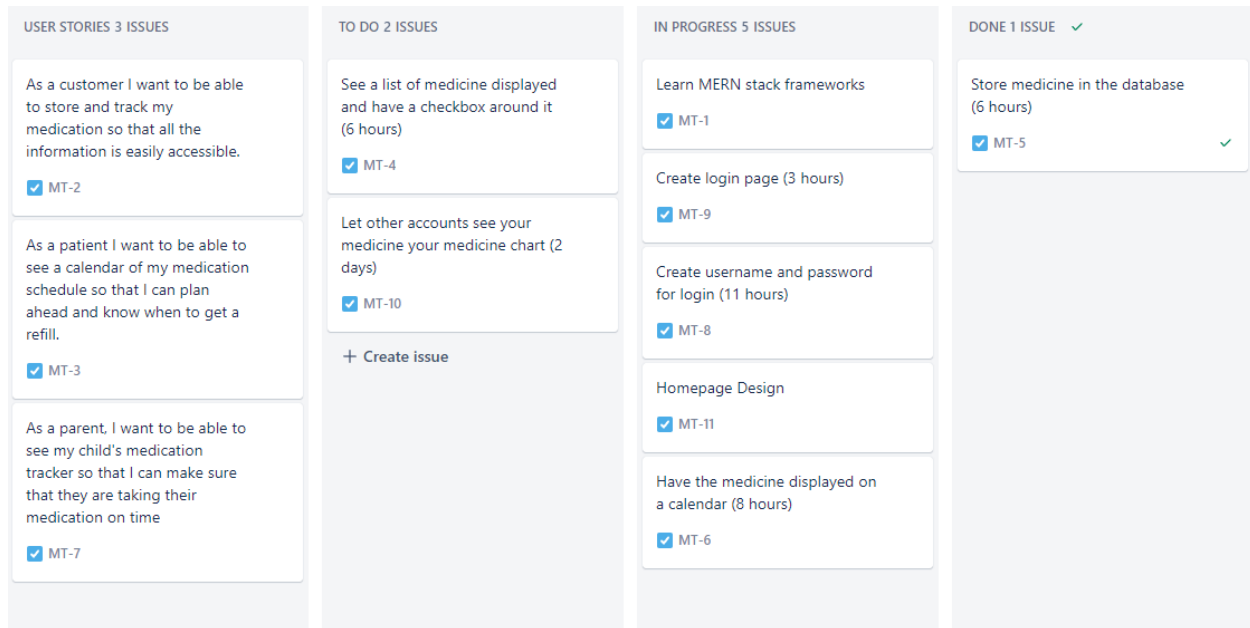 USER STORIES 3 ISSUES
As a customer I want to be able
to store and track my
medication so that all the
information is easily accessible.
MT-2
As a patient I want to be able to
see a calendar of my medication
schedule so that I can plan
ahead and know when to get a
refill.
MT-3
As a parent, I want to be able to
see my child's medication
tracker so that I can make sure
that they are taking their
medication on time
MT-7
TO DO 2 ISSUES
See a list of medicine displayed
and have a checkbox around it
(6 hours)
MT-4
Let other accounts see your
medicine your medicine chart (2
days)
MT-10
+ Create issue
IN PROGRESS 5 ISSUES
Learn MERN stack frameworks
MT-1
Create login page (3 hours)
MT-9
Create username and password
for login (11 hours)
MT-8
Homepage Design
MT-11
Have the medicine displayed on
a calendar (8 hours)
MT-6
DONE 1 ISSUE
Store medicine in the database
(6 hours)
MT-5